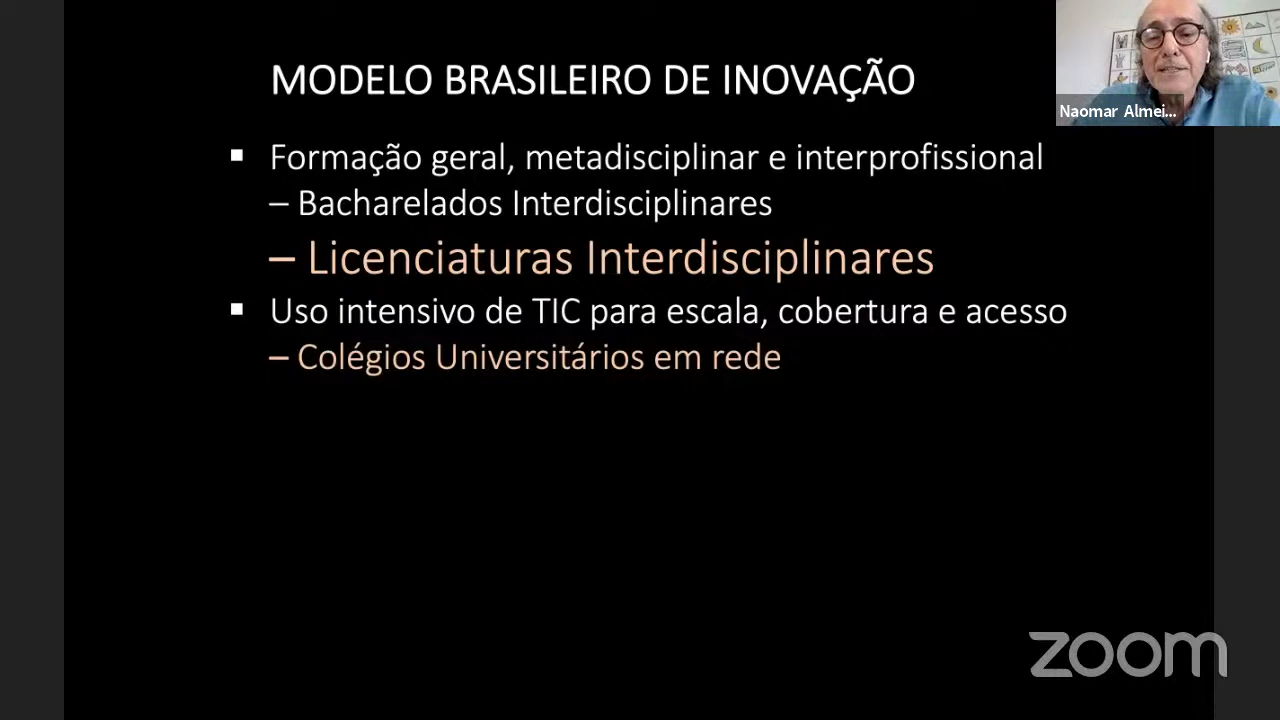 MODELO BRASILEIRO DE INOVAÇÃO
Naomar Almei...
▪ Formação geral, metadisciplinar e interprofissional
– Bacharelados Interdisciplinares
– Licenciaturas Interdisciplinares
▪ Uso intensivo de TIC para escala, cobertura e acesso
– Colégios Universitários em rede
zoom